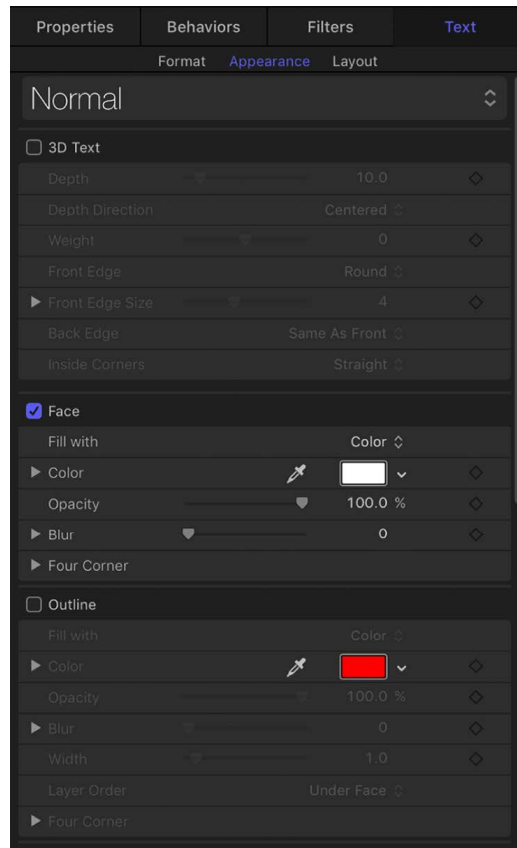 Properties Behaviors Filters Text
Format Appearance Layout
Normal
3D Text
Depth 10.0
Depth Direction Centered
Weight 0
Front Edge Round
Front Edge Size 4
Back Edge Same As Front
Inside Corners Straight
Face
Fill with Color
Color
Opacity 100.0 %
Blur 0
Four Corner
Outline
Fill with Color
Color
Opacity 100.0 %
Blur 0
Width 1.0
Layer Order Under Face
Four Corner